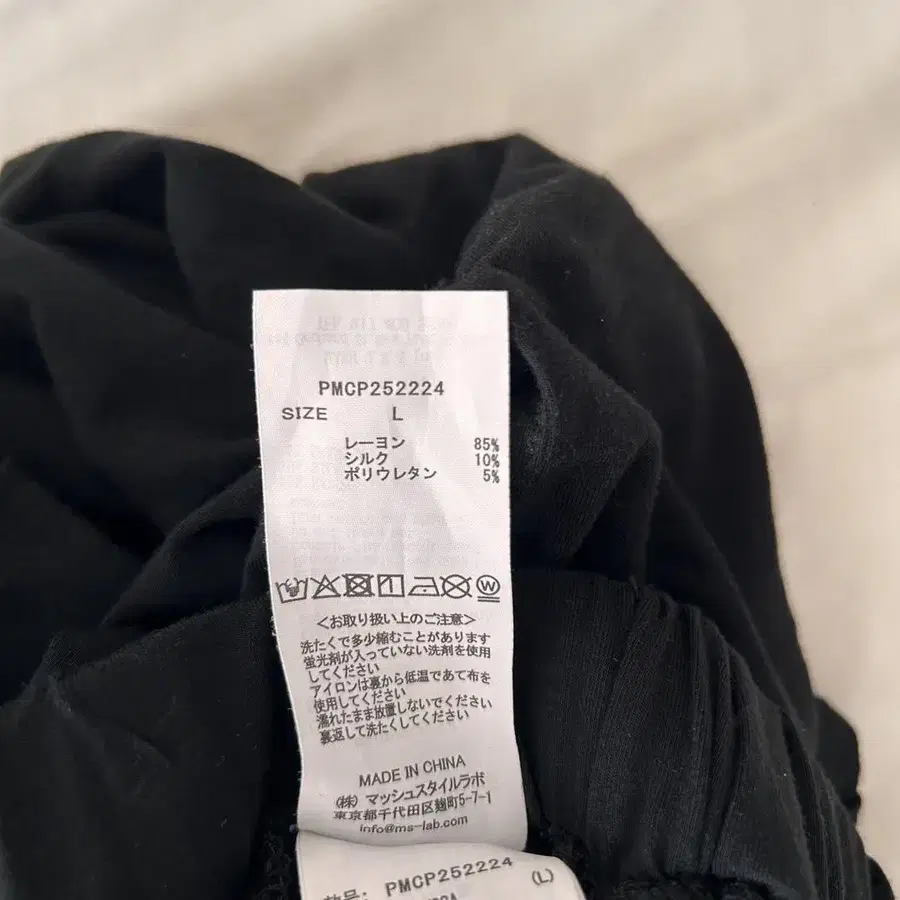 PMCP252224
SIZE L
レーヨン 85%
シルク 10%
ポリウレタン 5%
<お取り扱い上のご注意>
洗たくで多少縮むことがあります
蛍光剤が入っていない洗剤を使用
してください
アイロンは裏から低温であて布を
使用してください
濡れたまま放置しないでください
裏返して洗たくしてください
MADE IN CHINA
(株) マッシュスタイルラボ
東京都千代田区麹町5-7-1
info@ms-lab.com
PMCP252224
(L)